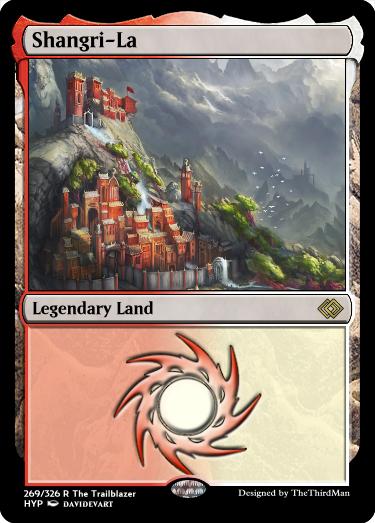 Shangri-La
Legendary Land
269/326 R The Trailblazer
HYP DAVIDEVART
Designed by TheThirdMan